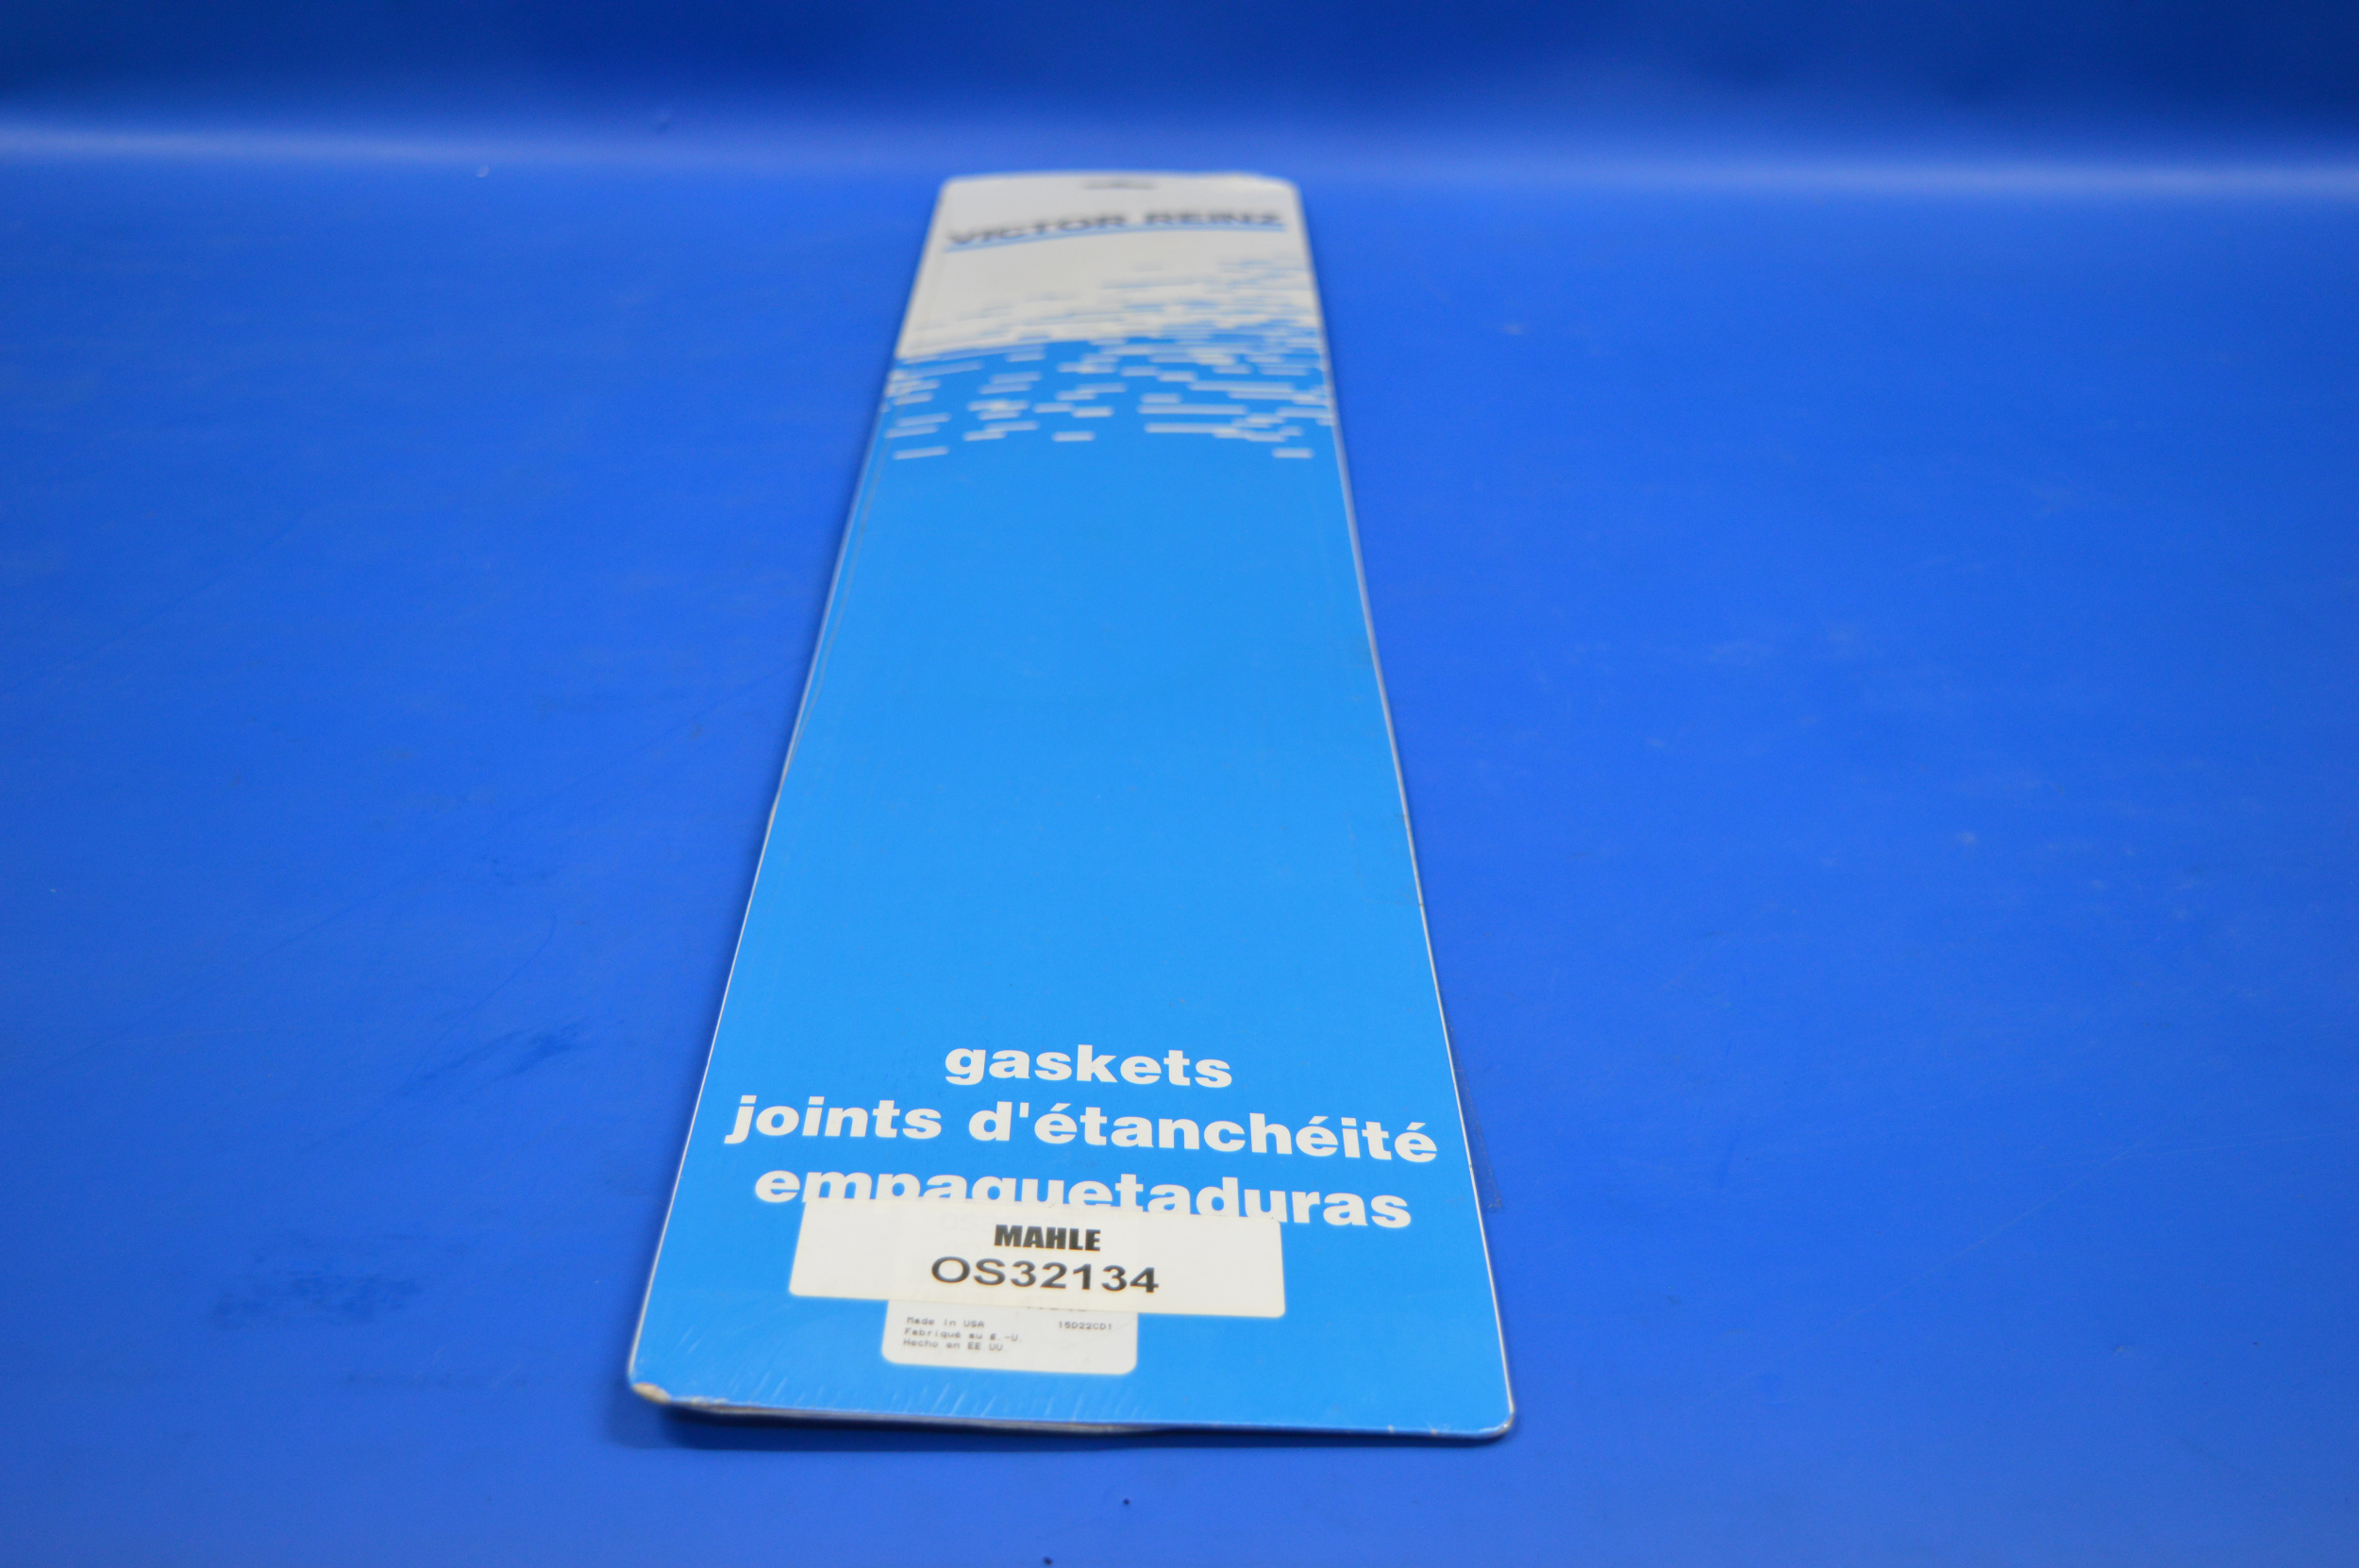 VICTOR REINZ
gaskets
joints d'étanchéité
empaquetaduras
MAHLE
OS32134
Made in USA 15D22CD1
Fabriqué au É.-U.
Hecho en EE.UU.